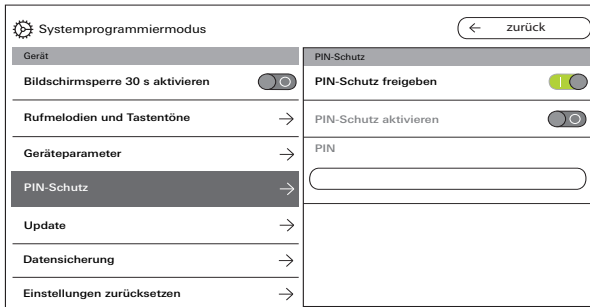 Systemprogrammiermodus
← zurück
Gerät
Bildschirmsperre 30 s aktivieren
Rufmelodien und Tastentöne →
Geräteparameter →
PIN-Schutz →
Update →
Datensicherung →
Einstellungen zurücksetzen →
PIN-Schutz
PIN-Schutz freigeben
PIN-Schutz aktivieren
PIN